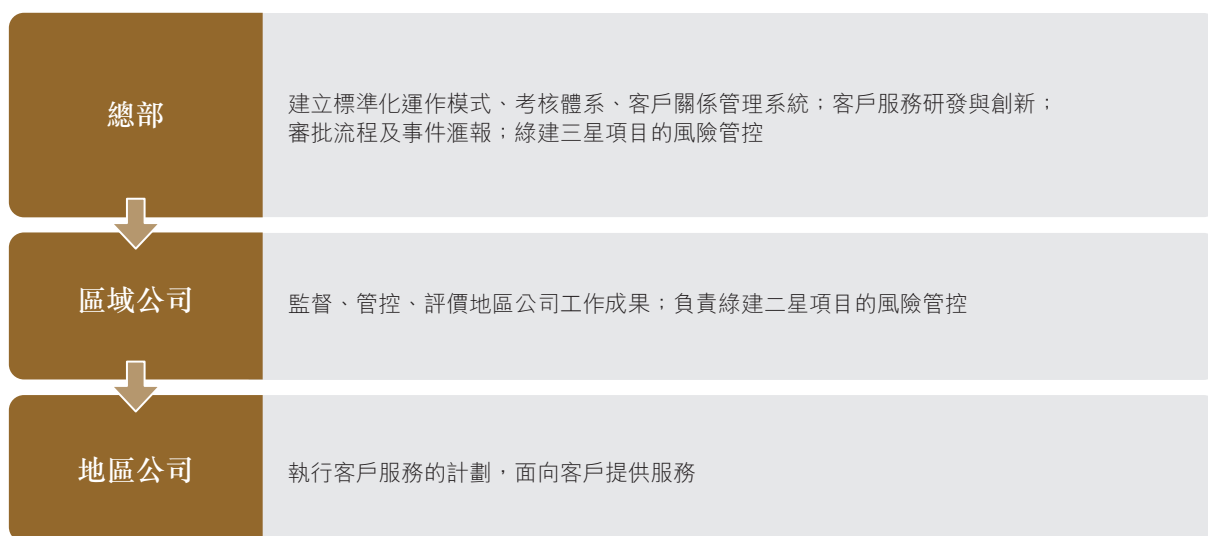 總部
建立標準化運作模式、考核體系、客戶關係管理系統；客戶服務研發與創新；
審批流程及事件滙報；綠建三星項目的風險管控
區域公司
監督、管控、評價地區公司工作成果；負責綠建二星項目的風險管控
地區公司
執行客戶服務的計劃，面向客戶提供服務